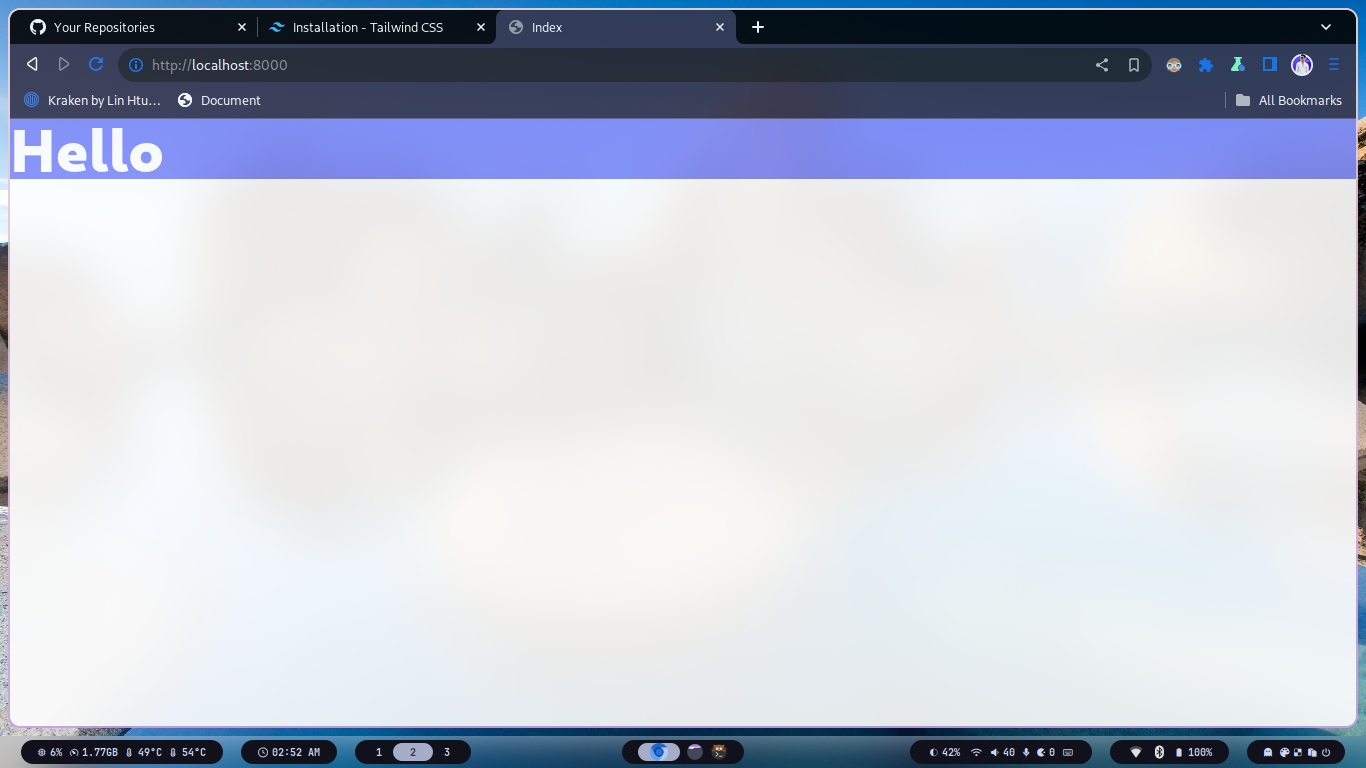 Your Repositories
Installation - Tailwind CSS
Index
http://localhost:8000
Kraken by Lin Htu...
Document
All Bookmarks
Hello
6% 1.77GB 49°C 54°C
02:52 AM
1 2 3
42% 40 0
100%